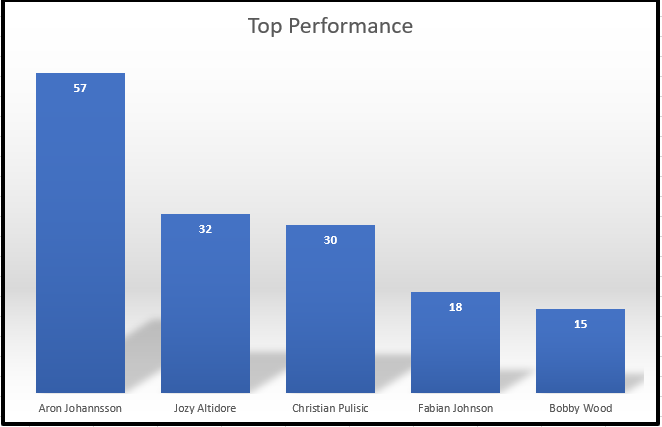 Top Performance
57
32
30
18
15
Aron Johannsson
Jozy Altidore
Christian Pulisic
Fabian Johnson
Bobby Wood